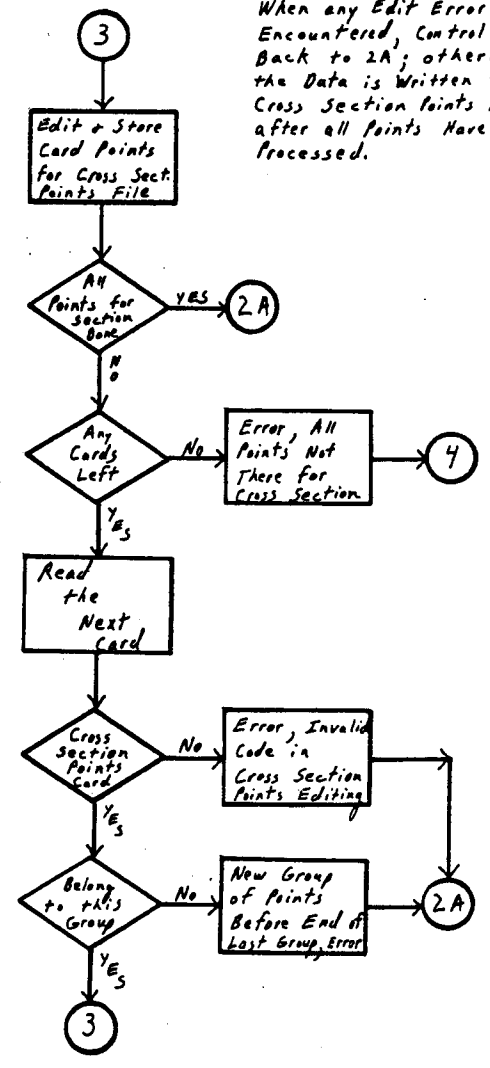 3
When any Edit Error
Encountered, Control
Back to 2A; other
the Data is Written
Cross Section Points
after all Points Have
Processed.
Edit + Store
Card Points
for Cross Sect.
Points File
All
Points for
Section
Done
YES
2A
NO
Any
Cards
Left
No
Error, All
Points Not
There for
Cross Section
4
YES
Read
the
Next
Card
Cross
Section
Points
Card
No
Error, Invalid
Code in
Cross Section
Points Editing
YES
Belong
to this
Group
No
New Group
of Points
Before End of
Last Group, Error
2A
YES
3